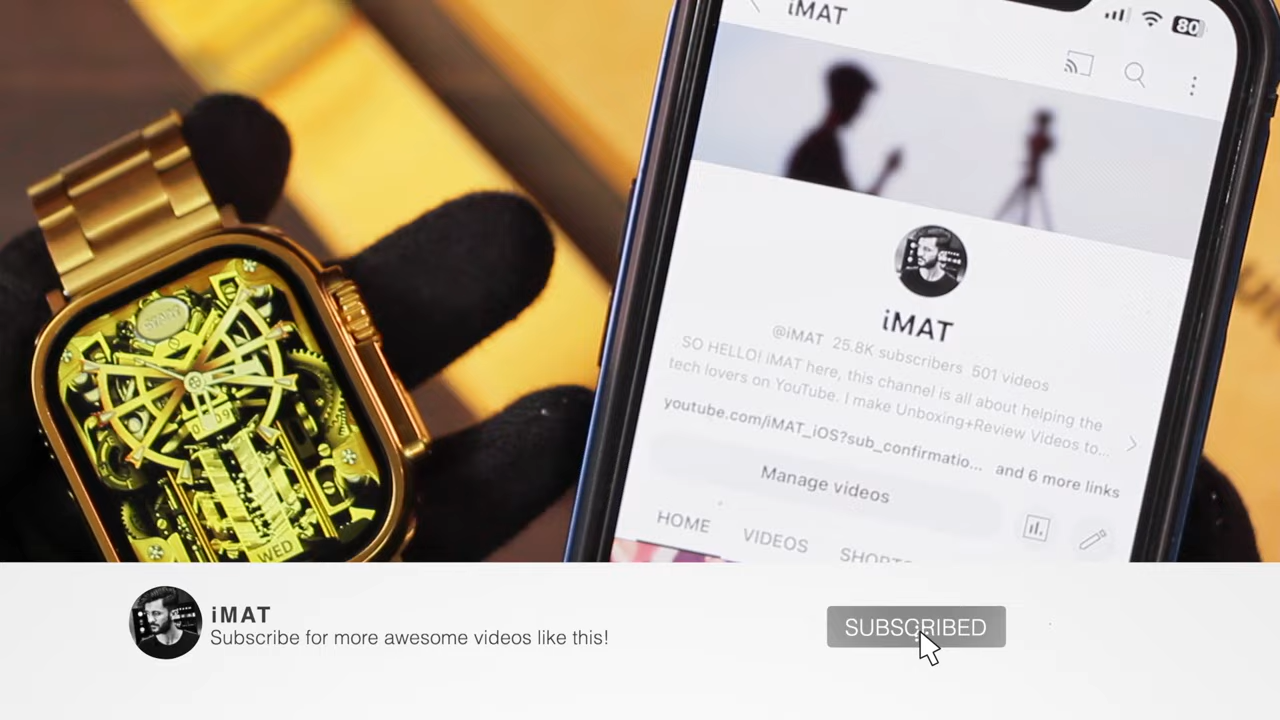 iMAT
80
iMAT
@iMAT 25.8K subscribers 501 videos
SO HELLO! iMAT here, this channel is all about helping the
tech lovers on YouTube. I make Unboxing+Review Videos to...
youtube.com/iMAT_iOS?sub_confirmatio... and 6 more links
Manage videos
HOME VIDEOS SHORTS
WED
iMAT
Subscribe for more awesome videos like this!
SUBSCRIBED